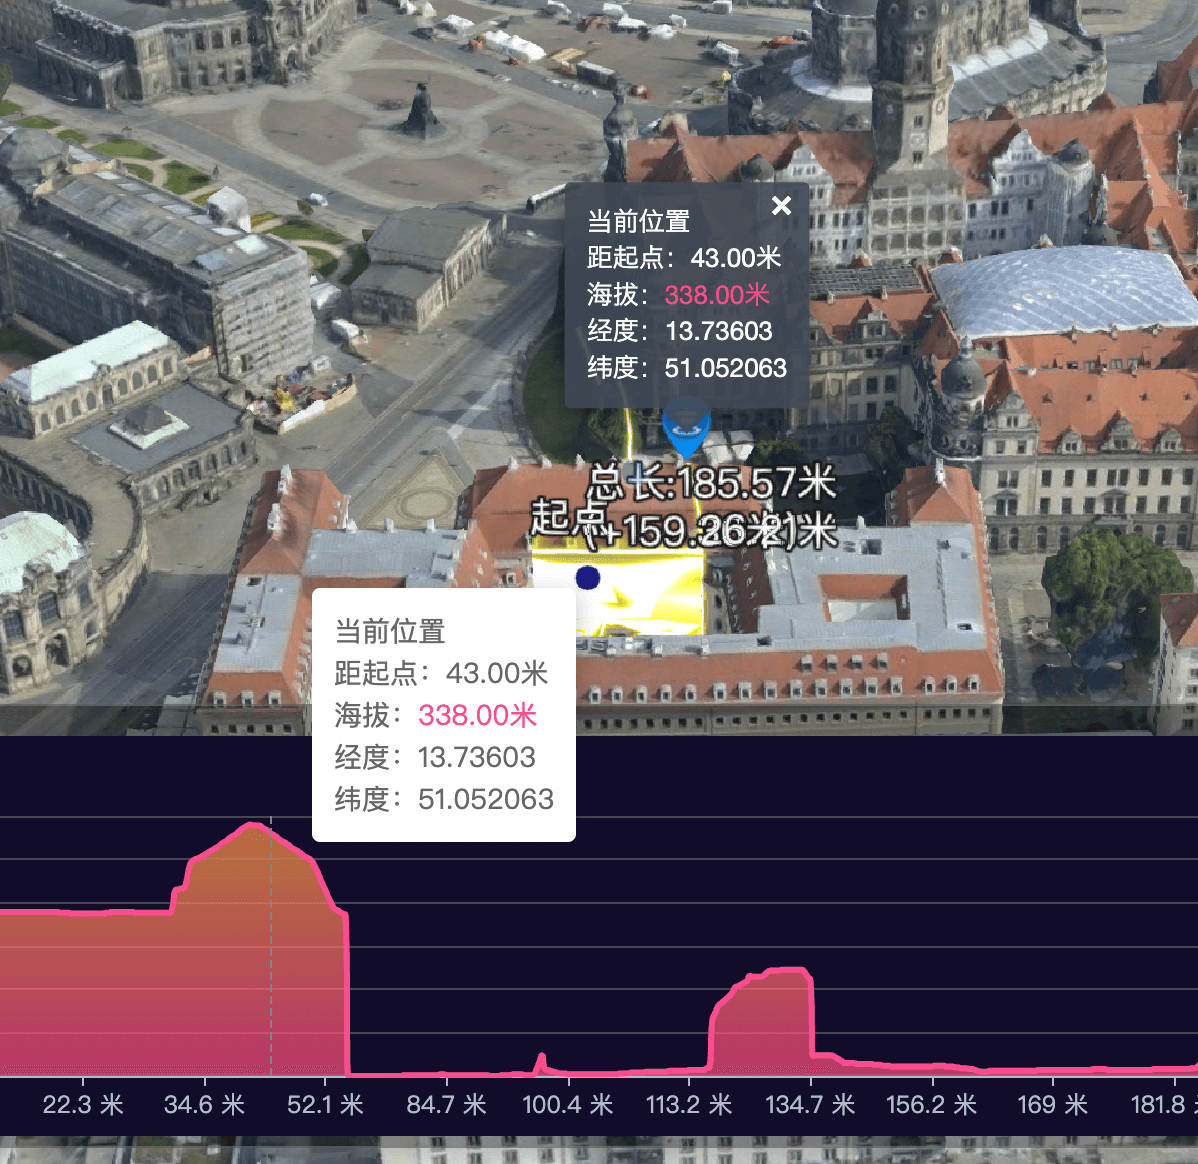 当前位置
距起点：43.00米
海拔：338.00米
经度：13.73603
纬度：51.052063
总长:185.57米
起点
(+159.26米)
当前位置
距起点：43.00米
海拔：338.00米
经度：13.73603
纬度：51.052063
22.3 米 34.6 米 52.1 米 84.7 米 100.4 米 113.2 米 134.7 米 156.2 米 169 米 181.8